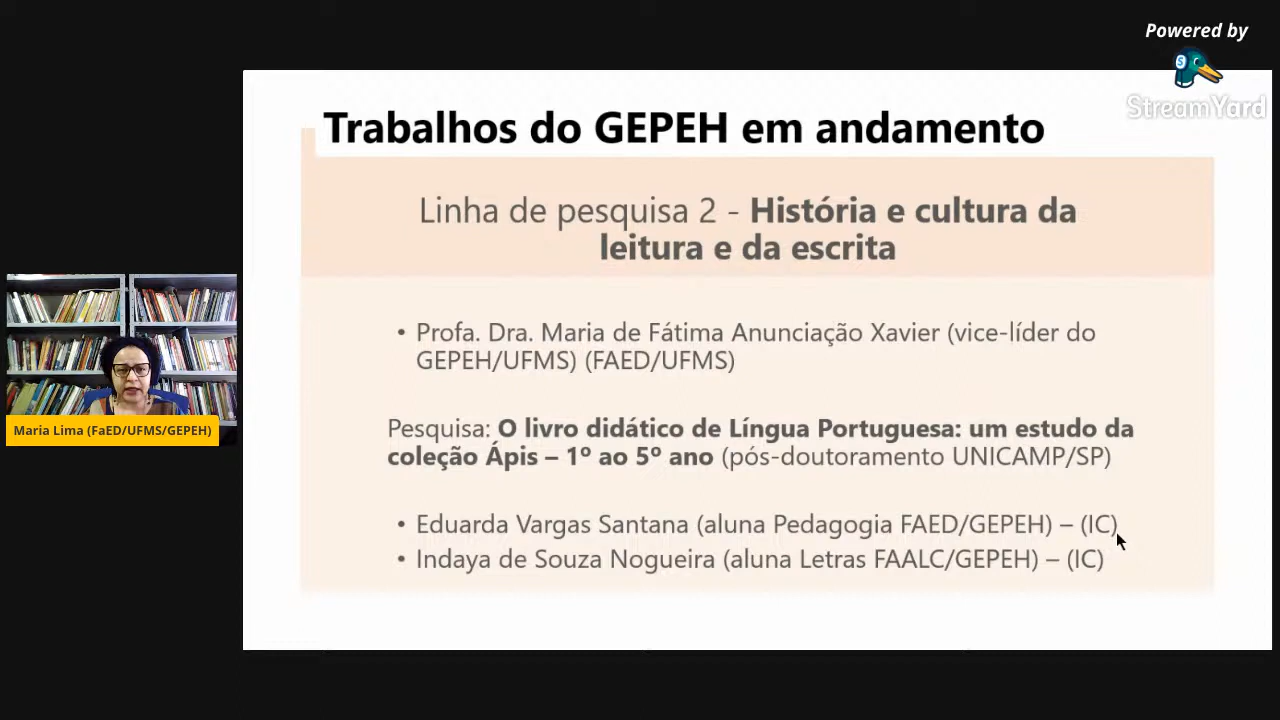 Powered by
StreamYard
Trabalhos do GEPEH em andamento
Linha de pesquisa 2 - História e cultura da
leitura e da escrita
• Profa. Dra. Maria de Fátima Anunciação Xavier (vice-líder do
GEPEH/UFMS) (FAED/UFMS)
Pesquisa: O livro didático de Língua Portuguesa: um estudo da
coleção Ápis – 1º ao 5º ano (pós-doutoramento UNICAMP/SP)
• Eduarda Vargas Santana (aluna Pedagogia FAED/GEPEH) – (IC)
• Indaya de Souza Nogueira (aluna Letras FAALC/GEPEH) – (IC)
Maria Lima (FaED/UFMS/GEPEH)